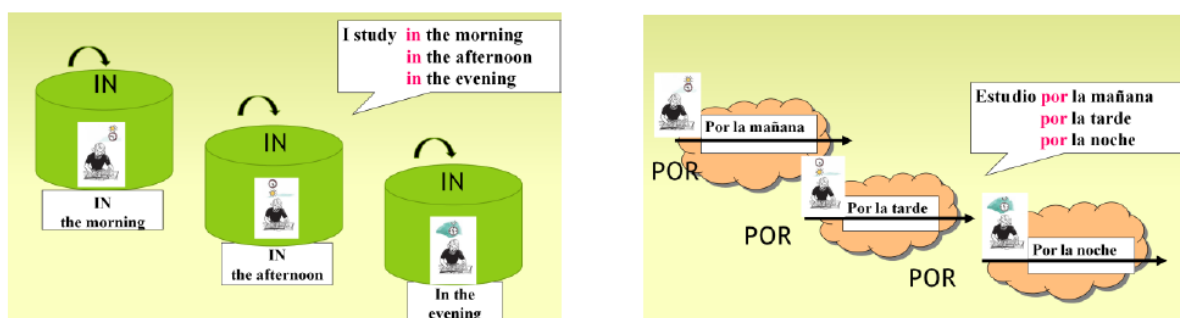 I study in the morning
in the afternoon
in the evening
IN
IN
the morning
IN
IN
the afternoon
IN
In the
evening
Estudio por la mañana
por la tarde
por la noche
Por la mañana
POR
Por la tarde
POR
Por la noche
POR